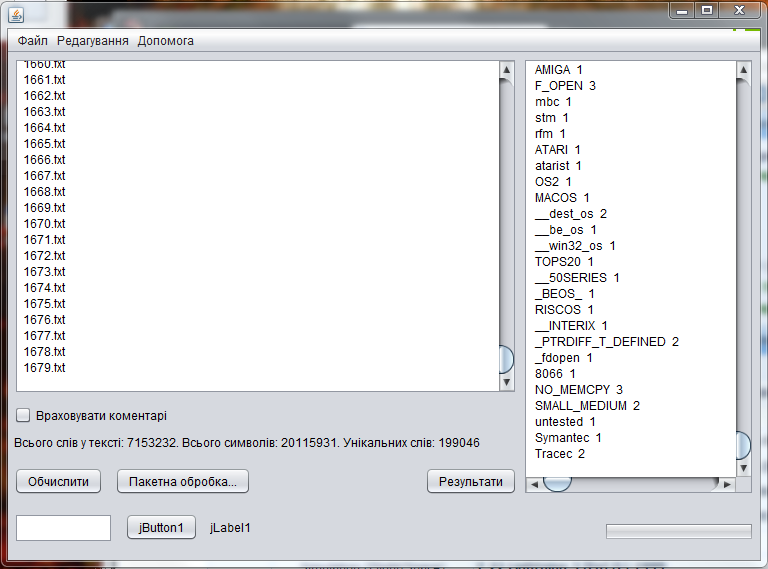 Файл Редагування Допомога
1660.txt
1661.txt
1662.txt
1663.txt
1664.txt
1665.txt
1666.txt
1667.txt
1668.txt
1669.txt
1670.txt
1671.txt
1672.txt
1673.txt
1674.txt
1675.txt
1676.txt
1677.txt
1678.txt
1679.txt
AMIGA 1
F_OPEN 3
mbc 1
stm 1
rfm 1
ATARI 1
atarist 1
OS2 1
MACOS 1
__dest_os 2
__be_os 1
__win32_os 1
TOPS20 1
__50SERIES 1
_BEOS_ 1
RISCOS 1
__INTERIX 1
_PTRDIFF_T_DEFINED 2
_fdopen 1
8066 1
NO_MEMCPY 3
SMALL_MEDIUM 2
untested 1
Symantec 1
Tracec 2
Враховувати коментарі
Всього слів у тексті: 7153232. Всього символів: 20115931. Унікальних слів: 199046
Обчислити Пакетна обробка... Результати
jButton1 jLabel1